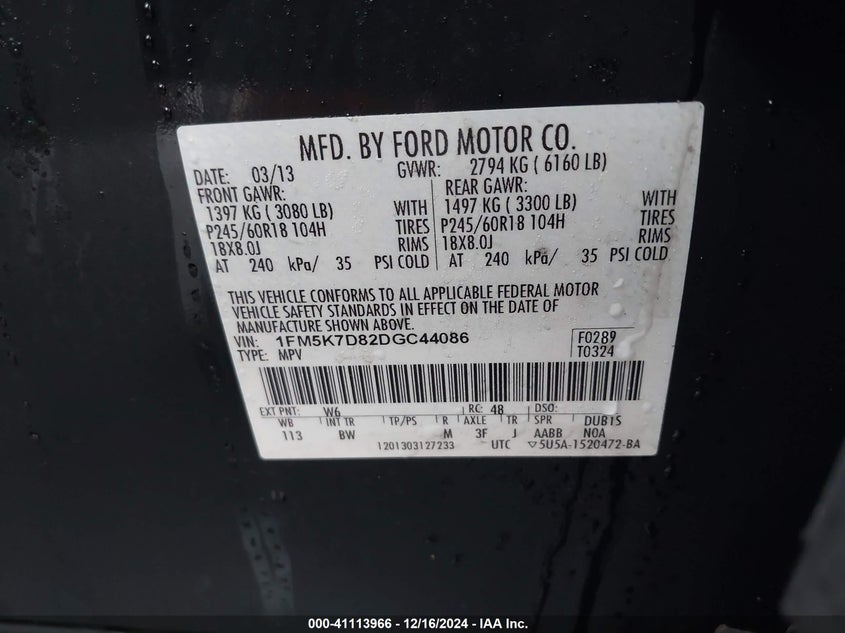 MFD. BY FORD MOTOR CO.
DATE: 03/13 GVWR: 2794 KG ( 6160 LB)
FRONT GAWR: REAR GAWR:
1397 KG ( 3080 LB) WITH 1497 KG ( 3300 LB) WITH
P245/60R18 104H TIRES P245/60R18 104H TIRES
18X8.0J RIMS 18X8.0J RIMS
AT 240 kPa/ 35 PSI COLD AT 240 kPa/ 35 PSI COLD
THIS VEHICLE CONFORMS TO ALL APPLICABLE FEDERAL MOTOR
VEHICLE SAFETY STANDARDS IN EFFECT ON THE DATE OF
MANUFACTURE SHOWN ABOVE.
VIN: 1FM5K7D82DGC44086 F0289
TYPE: MPV T0324
EXT PNT: W6 RC: 48 DSO:
WB INT TR TP/PS R AXLE TR SPR DUB1S
113 BW M 3F J AABB N0A
1201303127233 UTC ▽5U5A-1520472-BA
000-41113966 - 12/16/2024 - IAA Inc.